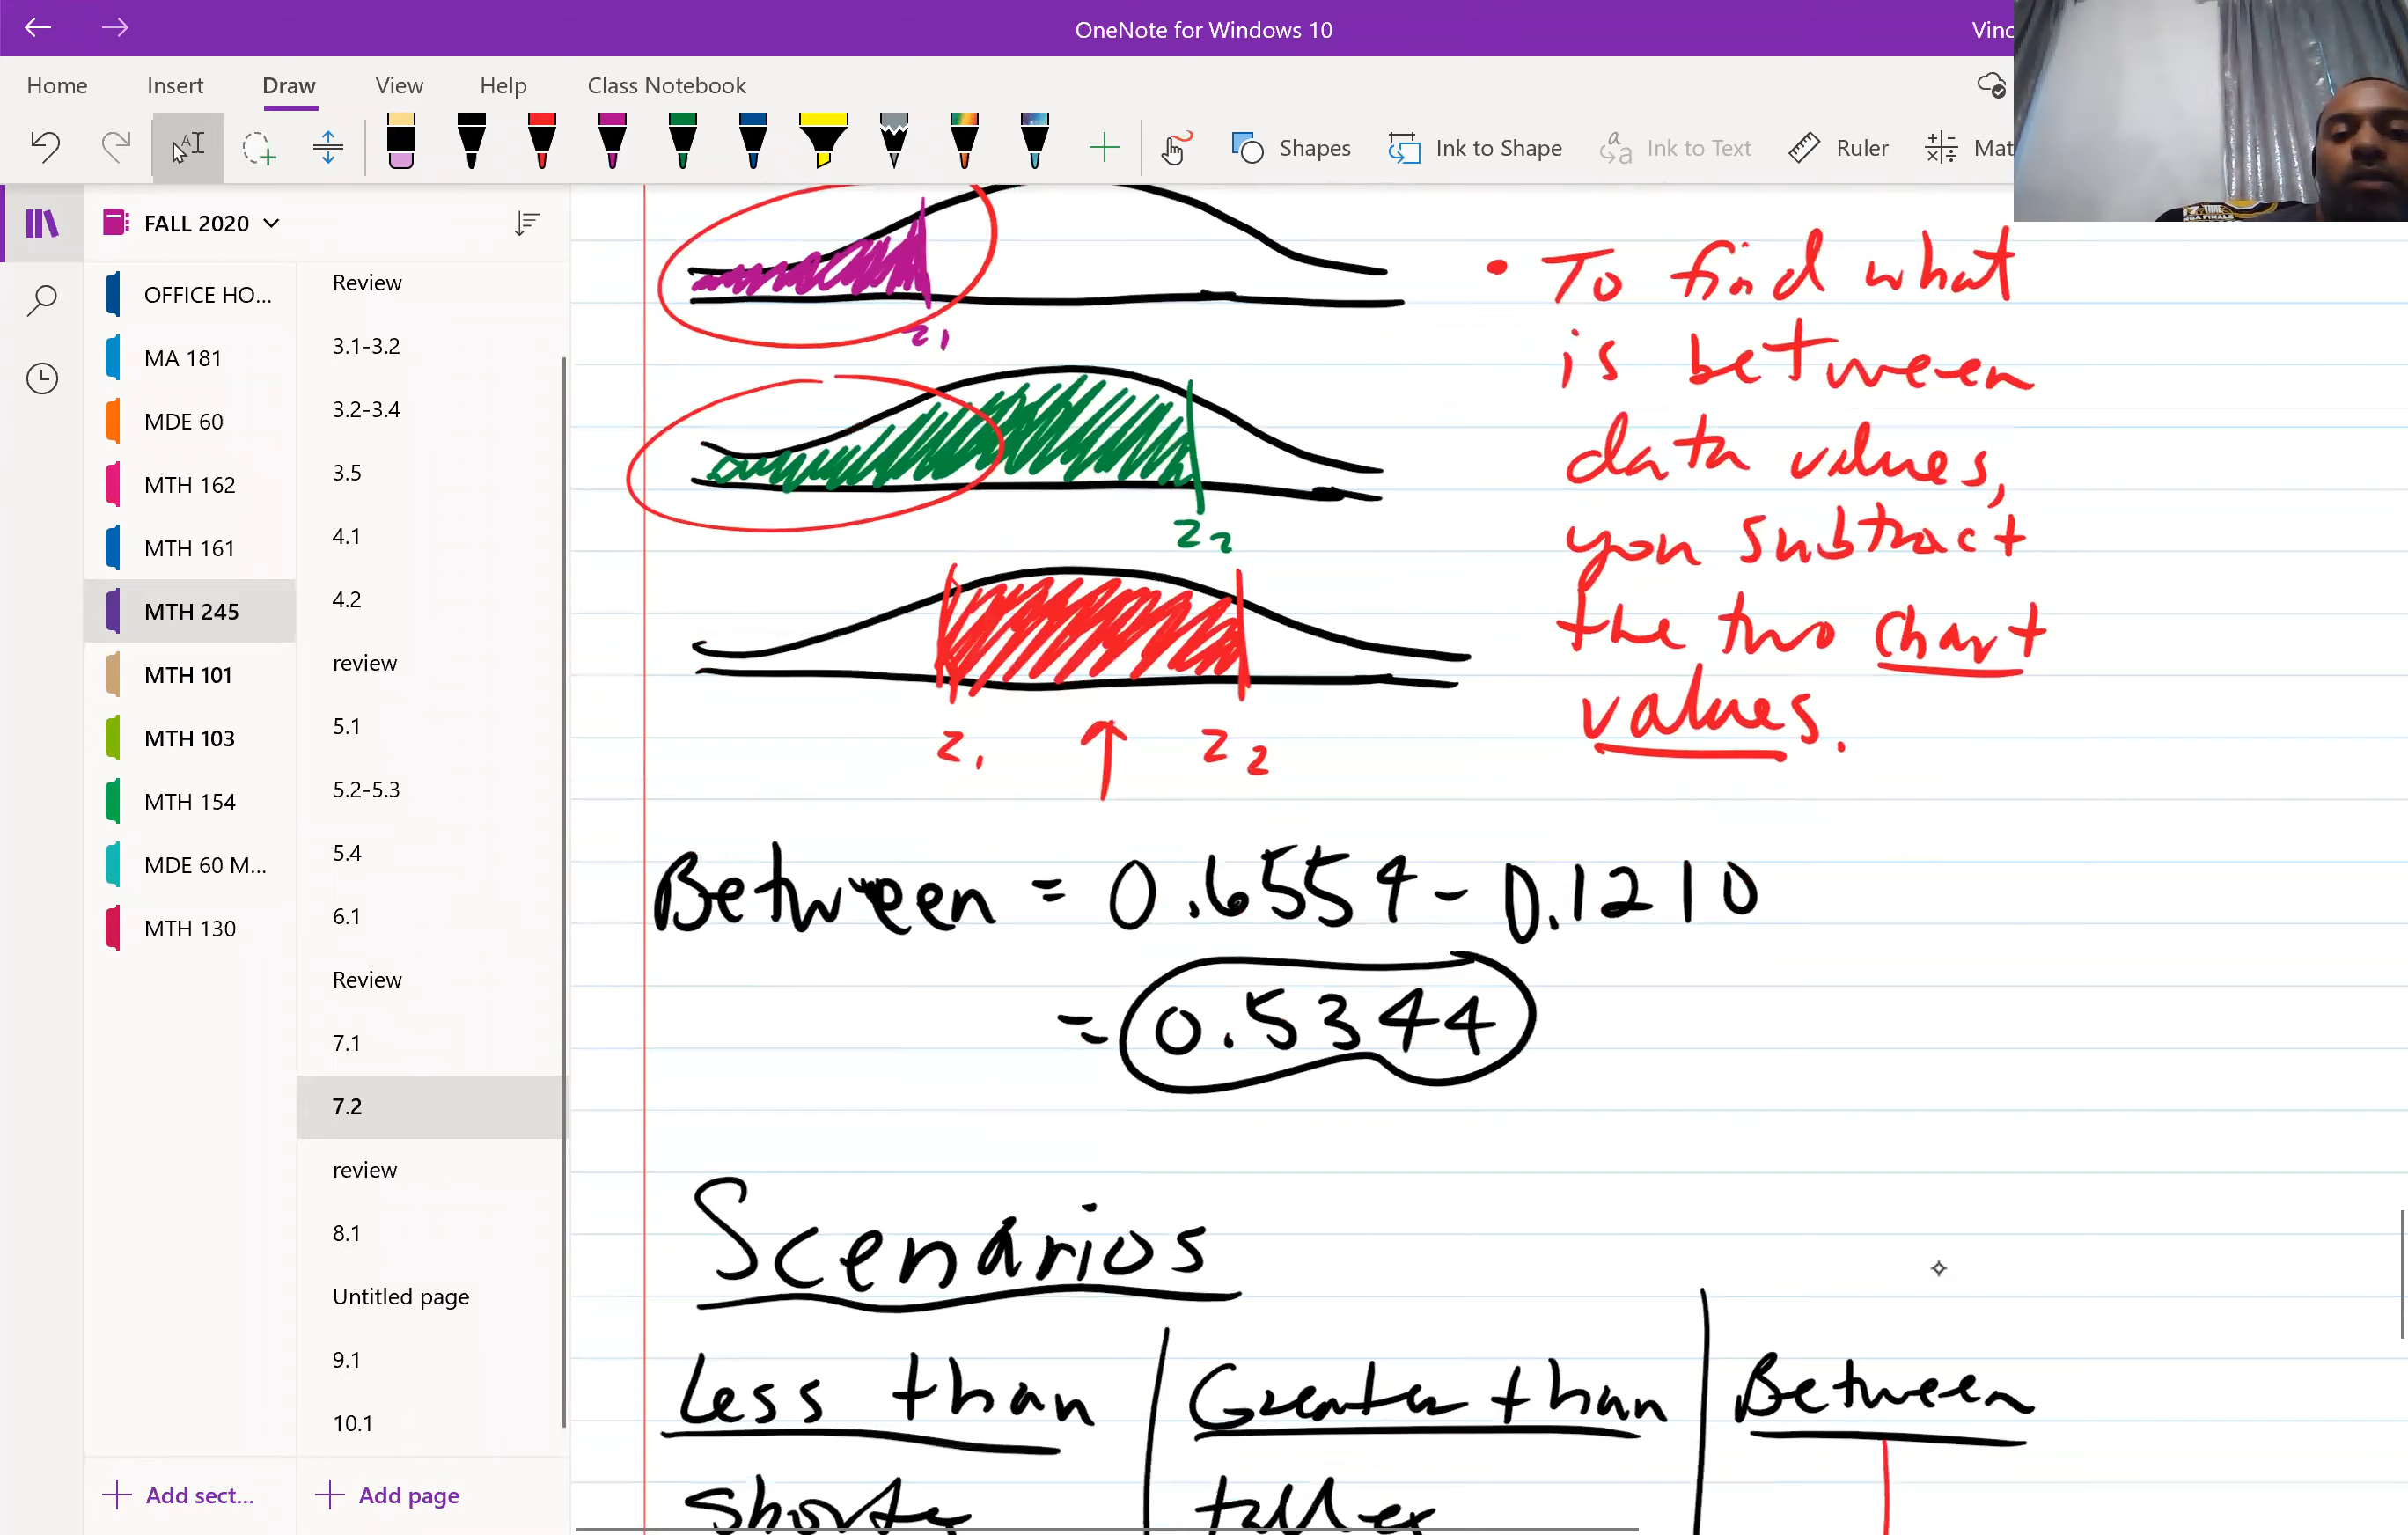 OneNote for Windows 10
Vinc
Home Insert Draw View Help Class Notebook
Shapes Ink to Shape Ink to Text Ruler Mat
FALL 2020
OFFICE HO...
MA 181
MDE 60
MTH 162
MTH 161
MTH 245
MTH 101
MTH 103
MTH 154
MDE 60 M...
MTH 130
Add sect...
Review
3.1-3.2
3.2-3.4
3.5
4.1
4.2
review
5.1
5.2-5.3
5.4
6.1
Review
7.1
7.2
review
8.1
Untitled page
9.1
10.1
Add page
z1
z2
z1 z2
• To find what
is between
data values,
you subtract
the two chart
values.
Between = 0.6554 - 0.1210
= 0.5344
Scenarios
Less than Greater than Between
shorter taller